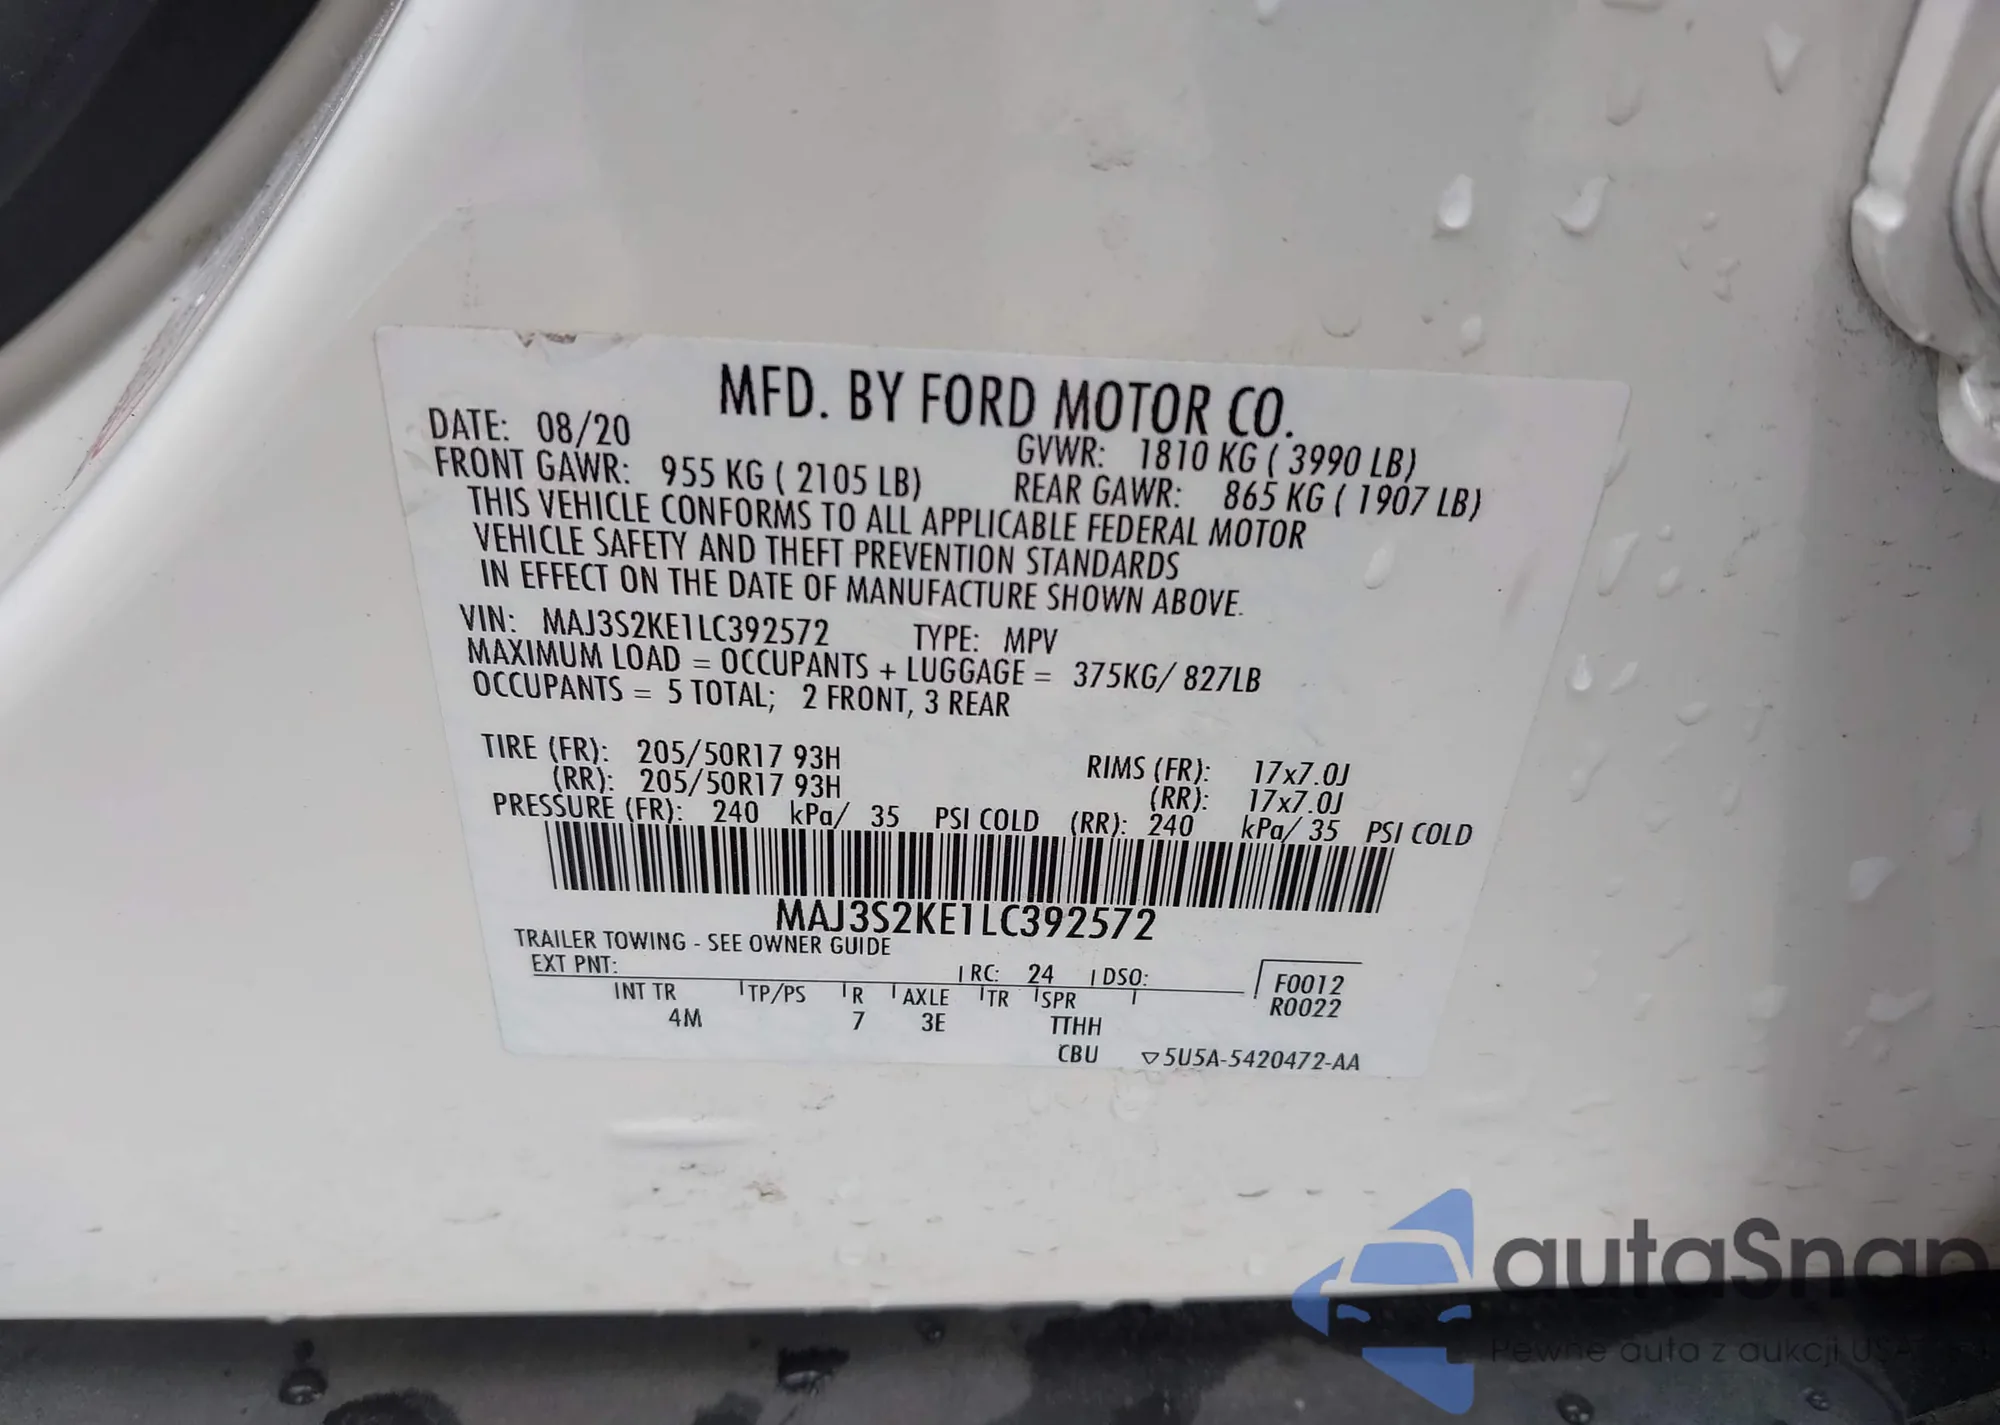 MFD. BY FORD MOTOR CO.
DATE: 08/20 GVWR: 1810 KG ( 3990 LB)
FRONT GAWR: 955 KG ( 2105 LB) REAR GAWR: 865 KG ( 1907 LB)
THIS VEHICLE CONFORMS TO ALL APPLICABLE FEDERAL MOTOR
VEHICLE SAFETY AND THEFT PREVENTION STANDARDS
IN EFFECT ON THE DATE OF MANUFACTURE SHOWN ABOVE.
VIN: MAJ3S2KE1LC392572 TYPE: MPV
MAXIMUM LOAD = OCCUPANTS + LUGGAGE = 375KG/ 827LB
OCCUPANTS = 5 TOTAL; 2 FRONT, 3 REAR
TIRE (FR): 205/50R17 93H RIMS (FR): 17x7.0J
(RR): 205/50R17 93H (RR): 17x7.0J
PRESSURE (FR): 240 kPa/ 35 PSI COLD (RR): 240 kPa/ 35 PSI COLD
MAJ3S2KE1LC392572
TRAILER TOWING - SEE OWNER GUIDE
EXT PNT: RC: 24 DSO: F0012
INT TR TP/PS R AXLE TR SPR R0022
4M 7 3E TTHH
CBU ▽5U5A-5420472-AA
autaSnap
Pewne auta z aukcji